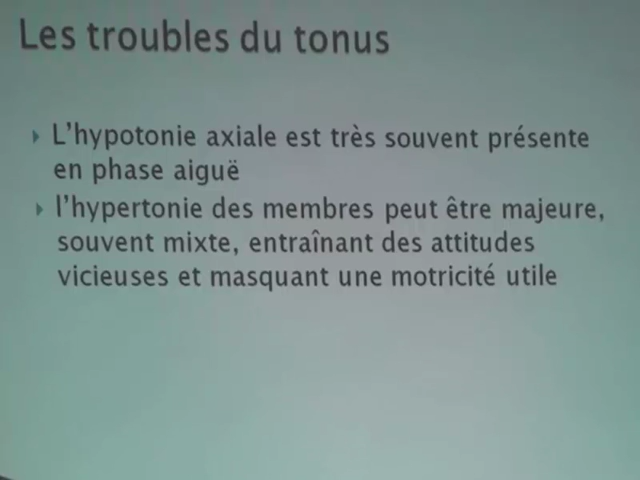 Les troubles du tonus
L'hypotonie axiale est très souvent présente
en phase aiguë
l'hypertonie des membres peut être majeure,
souvent mixte, entraînant des attitudes
vicieuses et masquant une motricité utile